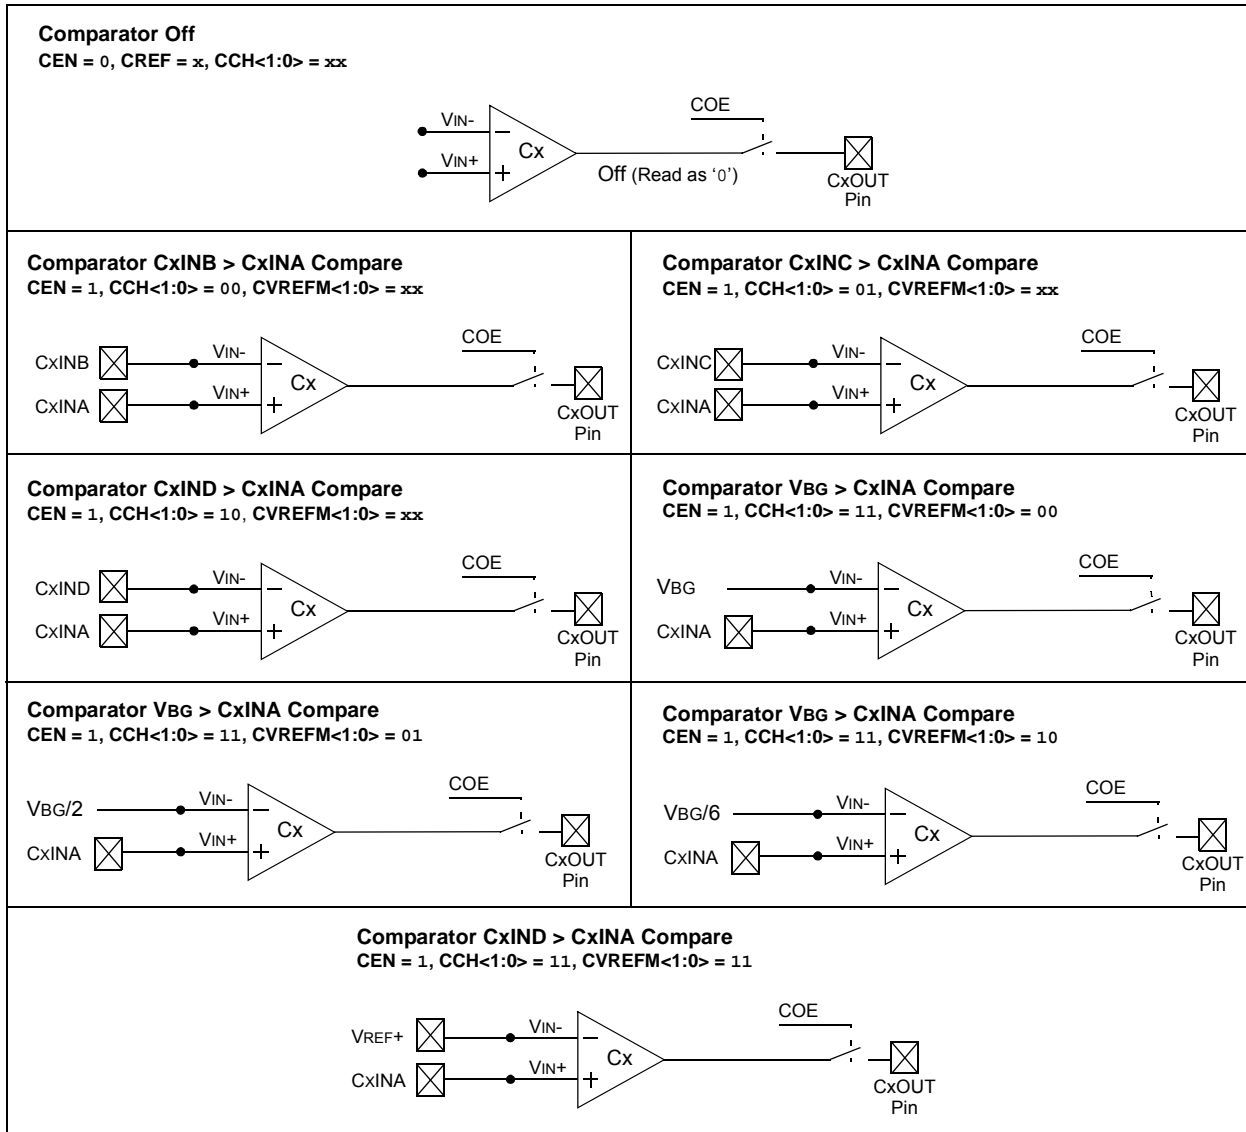 Comparator Off
CEN = 0, CREF = x, CCH<1:0> = xx
COE
VIN-
VIN+
Cx
Off (Read as ‘0’)
CxOUT
Pin
Comparator CxINB > CxINA Compare
CEN = 1, CCH<1:0> = 00, CVREFM<1:0> = xx
COE
CxINB
VIN-
Cx
CxINA
VIN+
CxOUT
Pin
Comparator CxINC > CxINA Compare
CEN = 1, CCH<1:0> = 01, CVREFM<1:0> = xx
COE
CxINC
VIN-
Cx
CxINA
VIN+
CxOUT
Pin
Comparator CxIND > CxINA Compare
CEN = 1, CCH<1:0> = 10, CVREFM<1:0> = xx
COE
CxIND
VIN-
Cx
CxINA
VIN+
CxOUT
Pin
Comparator VBG > CxINA Compare
CEN = 1, CCH<1:0> = 11, CVREFM<1:0> = 00
COE
VBG
VIN-
Cx
CxINA
VIN+
CxOUT
Pin
Comparator VBG > CxINA Compare
CEN = 1, CCH<1:0> = 11, CVREFM<1:0> = 01
COE
VBG/2
VIN-
Cx
CxINA
VIN+
CxOUT
Pin
Comparator VBG > CxINA Compare
CEN = 1, CCH<1:0> = 11, CVREFM<1:0> = 10
COE
VBG/6
VIN-
Cx
CxINA
VIN+
CxOUT
Pin
Comparator CxIND > CxINA Compare
CEN = 1, CCH<1:0> = 11, CVREFM<1:0> = 11
COE
VREF+
VIN-
Cx
CxINA
VIN+
CxOUT
Pin